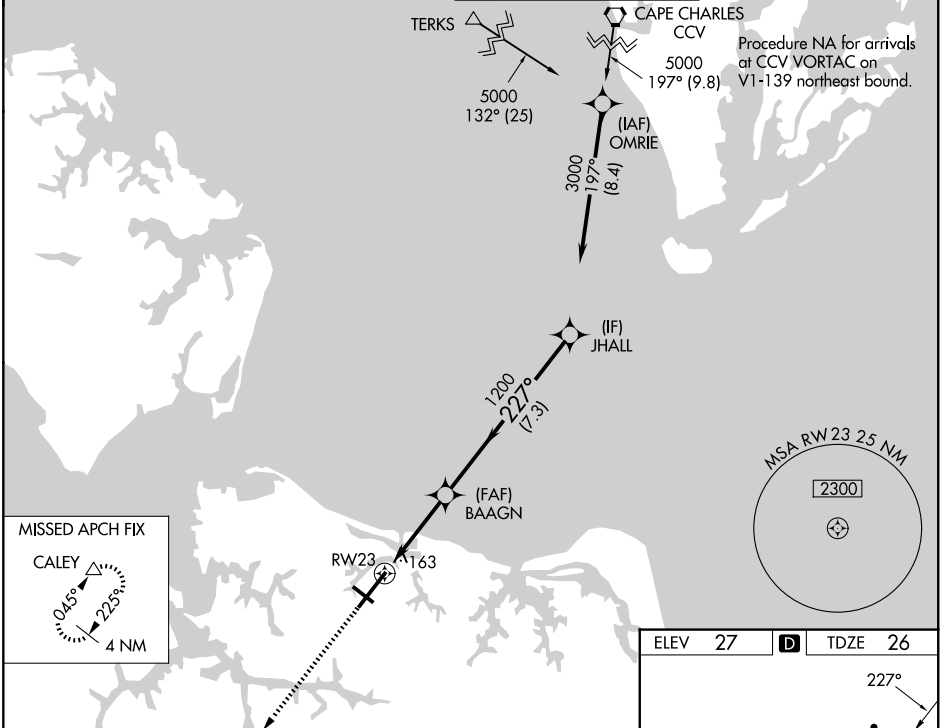 TERKS
CAPE CHARLES
CCV
Procedure NA for arrivals
at CCV VORTAC on
V1-139 northeast bound.
5000
197° (9.8)
5000
132° (25)
(IAF)
OMRIE
3000
197°
(8.4)
(IF)
JHALL
1200
227°
(7.3)
MSA RW23 25 NM
2300
(FAF)
BAAGN
MISSED APCH FIX
CALEY
045°
225°
4 NM
RW23
163
ELEV 27 D TDZE 26
227°